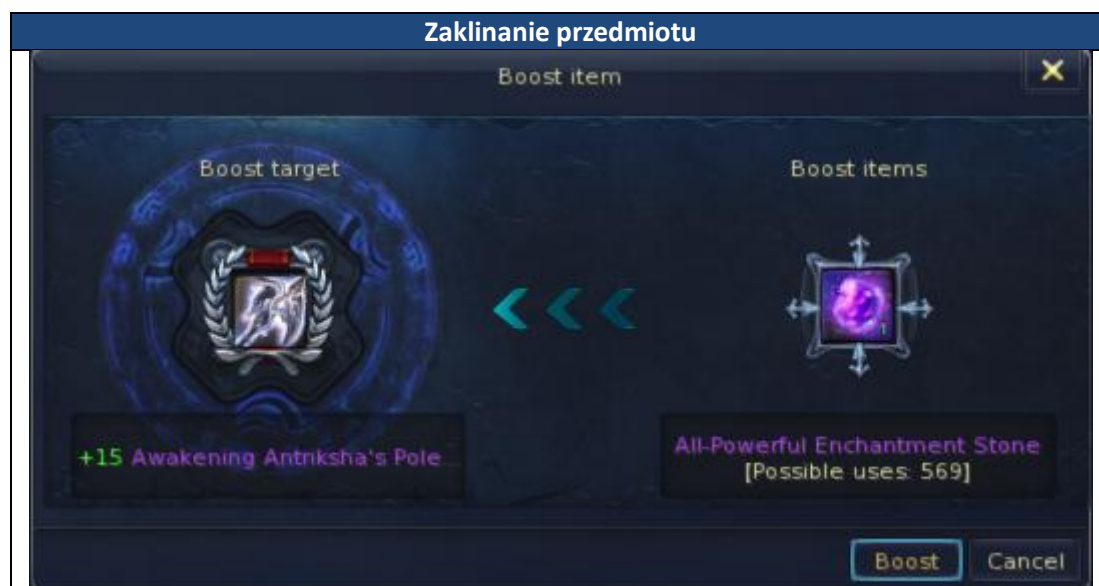 Zaklinanie przedmiotu
Boost item
Boost target
Boost items
1
+15 Awakening Antriksha's Pole
All-Powerful Enchantment Stone
[Possible uses: 569]
Boost
Cancel